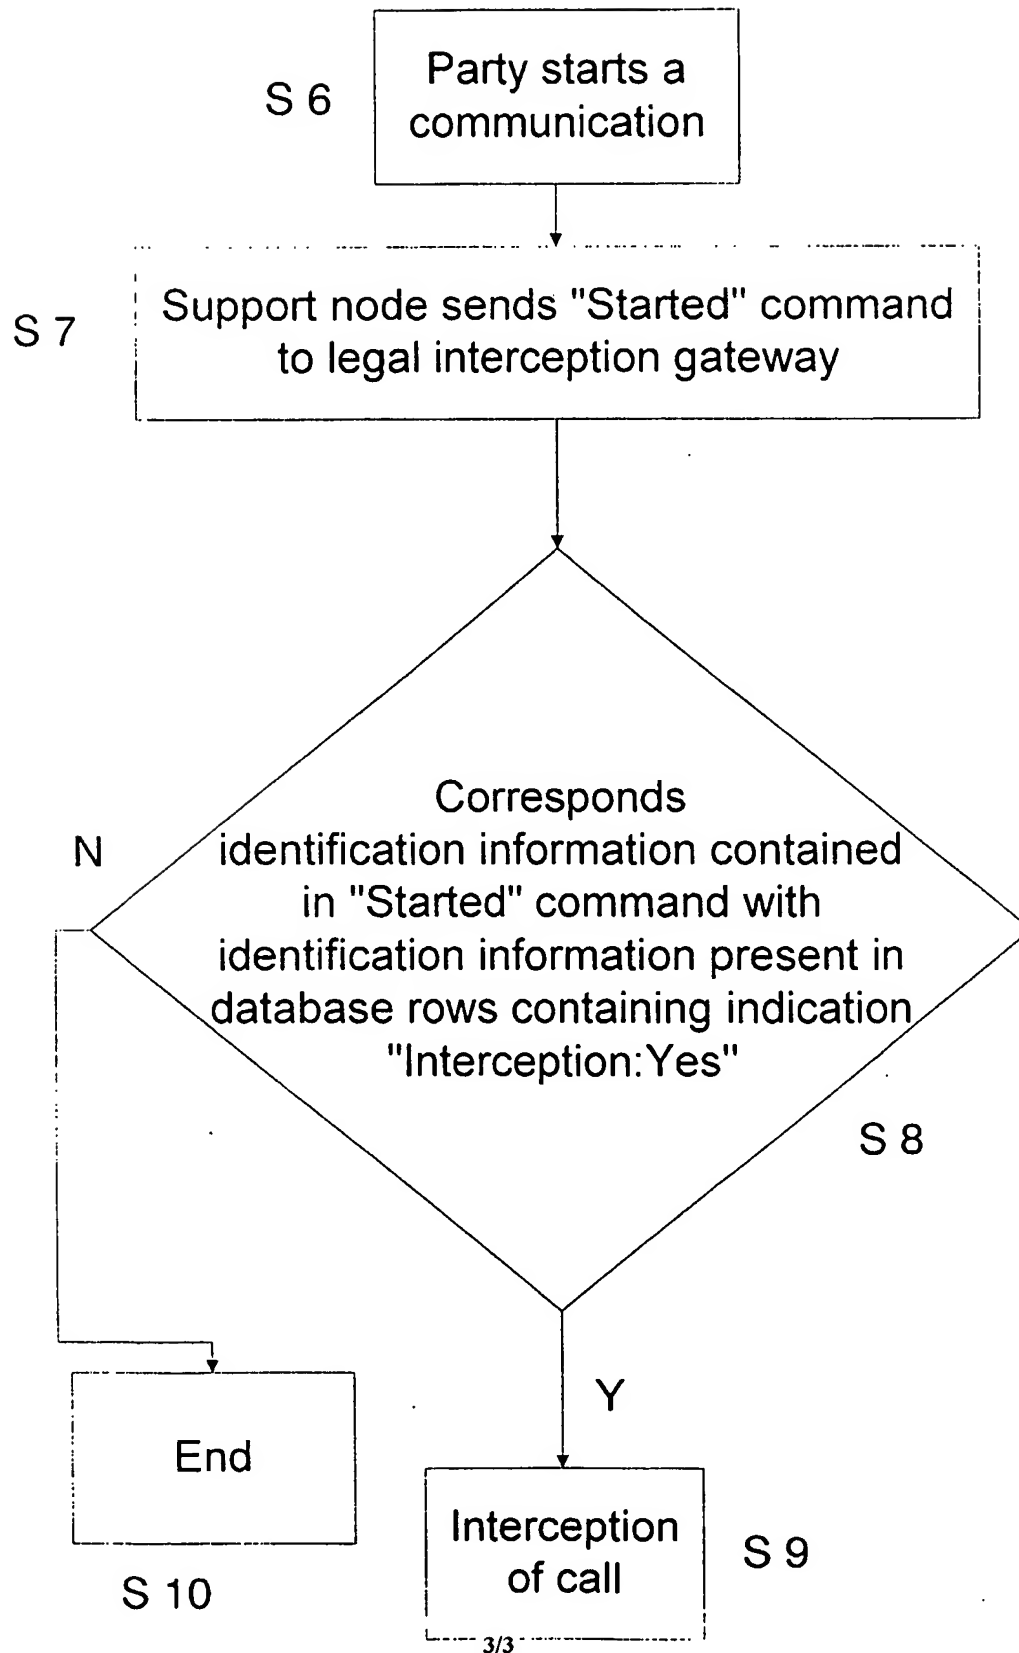 Party starts a
communication
S 6
Support node sends "Started" command
to legal interception gateway
S 7
Corresponds
identification information contained
in "Started" command with
identification information present in
database rows containing indication
"Interception:Yes"
N
S 8
Y
End
S 10
Interception
of call
S 9
3/3